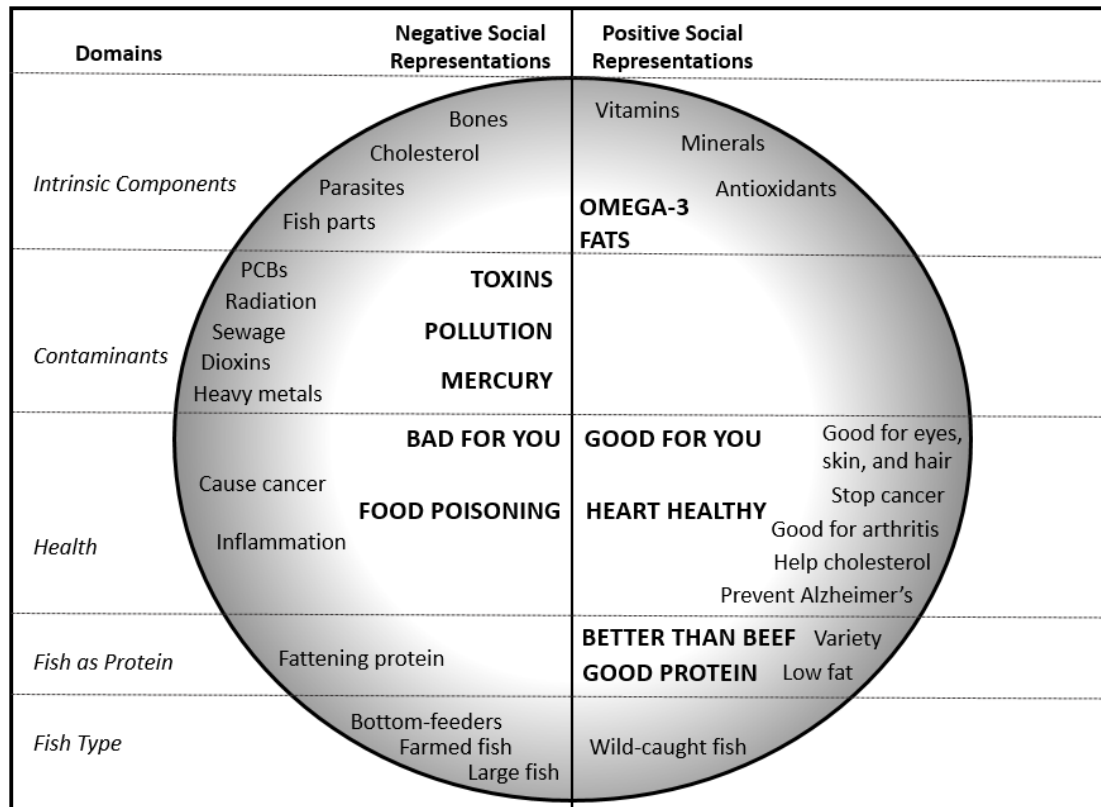 Domains
Negative Social
Representations
Positive Social
Representations
Intrinsic Components
Bones
Cholesterol
Parasites
Fish parts
Vitamins
Minerals
Antioxidants
OMEGA-3
FATS
Contaminants
PCBs
Radiation
Sewage
Dioxins
Heavy metals
TOXINS
POLLUTION
MERCURY
Health
BAD FOR YOU
Cause cancer
FOOD POISONING
Inflammation
GOOD FOR YOU
Good for eyes,
skin, and hair
Stop cancer
HEART HEALTHY
Good for arthritis
Help cholesterol
Prevent Alzheimer’s
Fish as Protein
Fattening protein
BETTER THAN BEEF
Variety
GOOD PROTEIN
Low fat
Fish Type
Bottom-feeders
Farmed fish
Large fish
Wild-caught fish